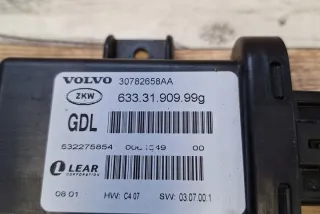 VOLVO 30782658AA
ZKW 633.31.909.99g
GDL
532275854 00
LEAR
CORPORATION
08.01 HW: C4 07 SW: 03.07.00.1